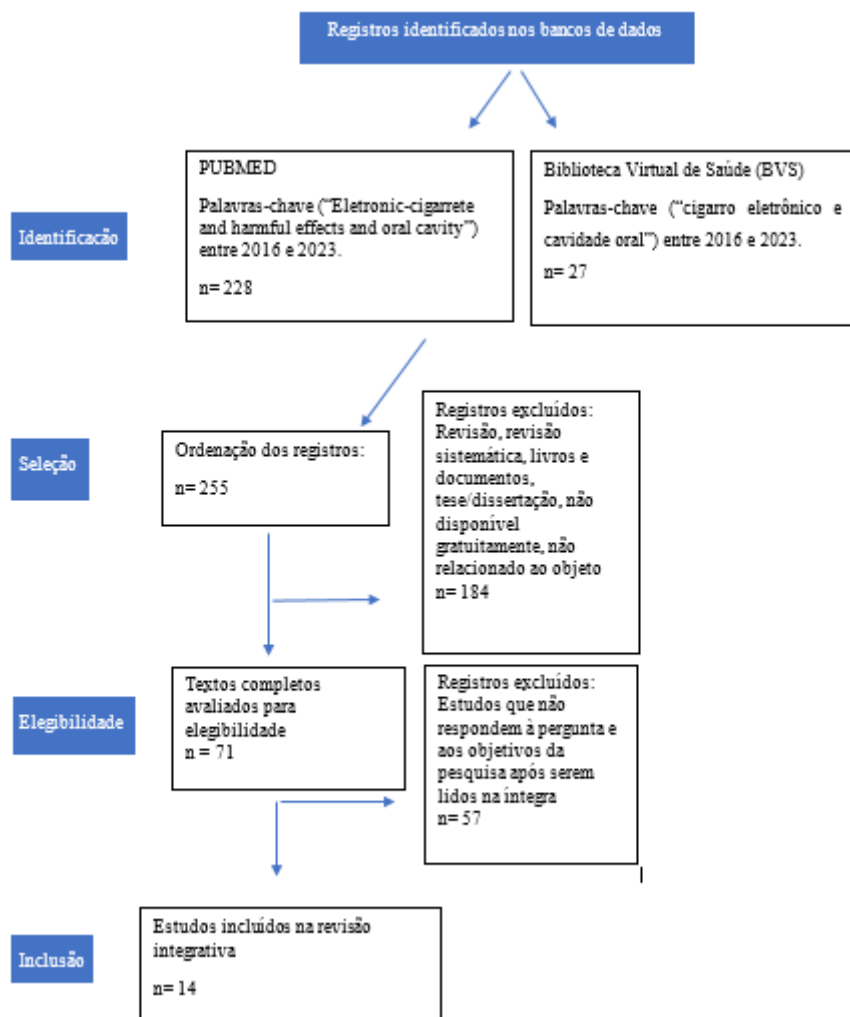 Registros identificados nos bancos de dados
PUBMED
Palavras-chave (“Eletronic-cigarrete
and harmful effects and oral cavity”)
entre 2016 e 2023.
n= 228
Biblioteca Virtual de Saúde (BVS)
Palavras-chave (“cigarro eletrônico e
cavidade oral”) entre 2016 e 2023.
n= 27
Identificacão
Seleção
Ordenação dos registros:
n= 255
Registros excluídos:
Revisão, revisão
sistemática, livros e
documentos,
tese/dissertação, não
disponível
gratuitamente, não
relacionado ao objeto
n= 184
Elegibilidade
Textos completos
avaliados para
elegibilidade
n = 71
Registros excluídos:
Estudos que não
respondem à pergunta e
aos objetivos da
pesquisa após serem
lidos na íntegra
n= 57
Inclusão
Estudos incluídos na revisão
integrativa
n= 14